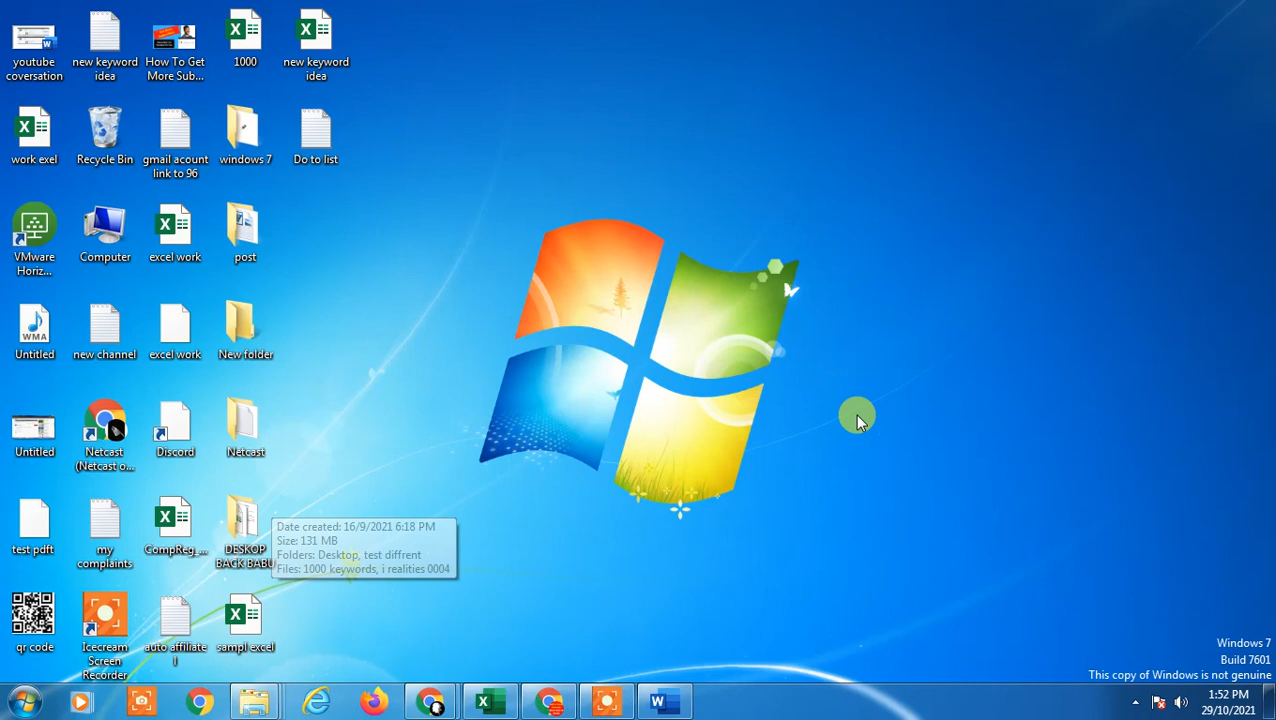 youtube
coversation
new keyword
idea
How To Get
More Sub...
1000
new keyword
idea
work exel
Recycle Bin
gmail acount
link to 96
windows 7
Do to list
VMware
Horiz...
Computer
excel work
post
WMA
Untitled
new channel
excel work
New folder
Untitled
Netcast
(Netcast o...
Discord
Netcast
test pdft
my
complaints
CompReg_...
DESKOP
BACK BABU
Date created: 16/9/2021 6:18 PM
Size: 131 MB
Folders: Desktop, test diffrent
Files: 1000 keywords, i realities 0004
qr code
Icecream
Screen
Recorder
auto affiliate
l
sampl excel
Windows 7
Build 7601
This copy of Windows is not genuine
1:52 PM
29/10/2021